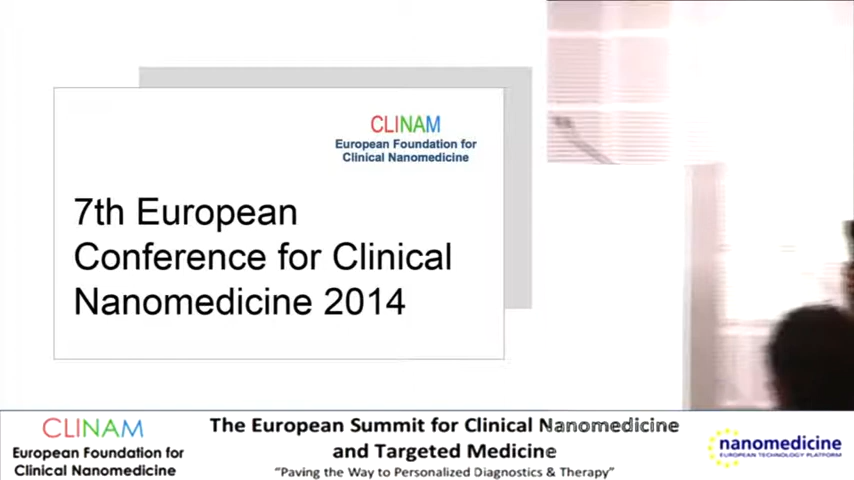 CLINAM
European Foundation for
Clinical Nanomedicine
7th European
Conference for Clinical
Nanomedicine 2014
CLINAM
European Foundation for
Clinical Nanomedicine
The European Summit for Clinical Nanomedicine
and Targeted Medicine
"Paving the Way to Personalized Diagnostics & Therapy"
nanomedicine
EUROPEAN TECHNOLOGY PLATFORM